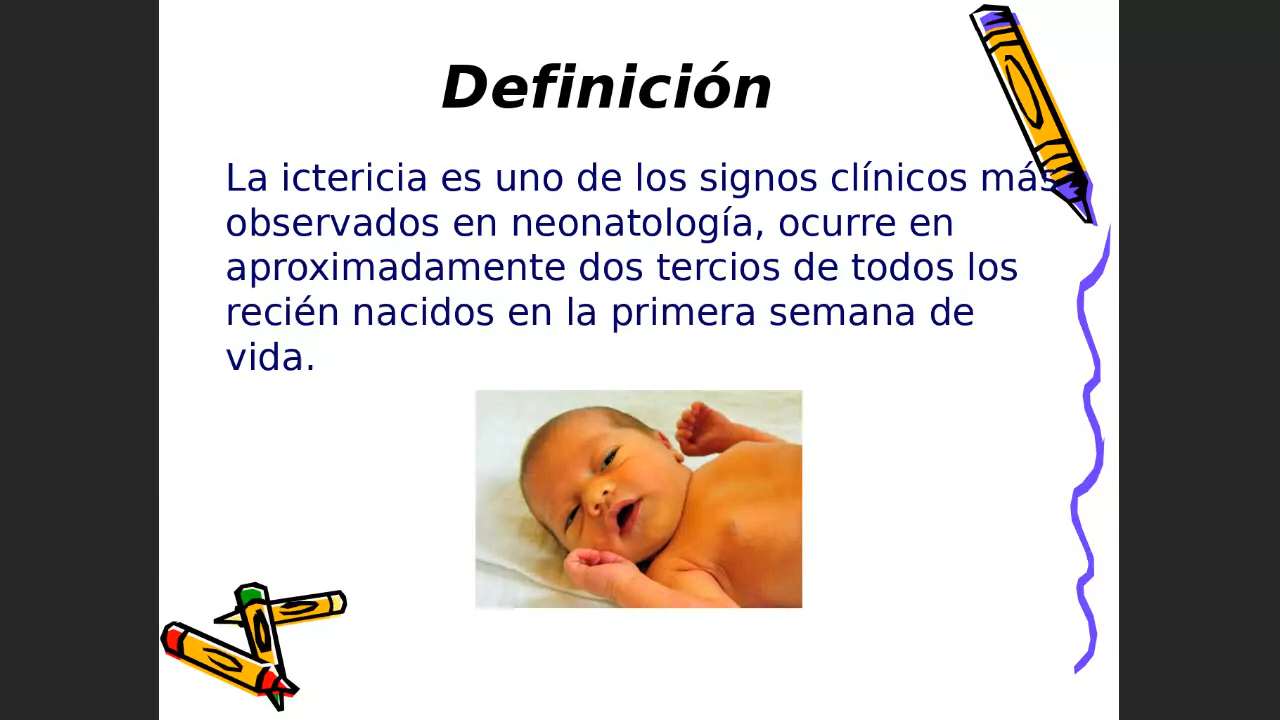 Definición
La ictericia es uno de los signos clínicos más
observados en neonatología, ocurre en
aproximadamente dos tercios de todos los
recién nacidos en la primera semana de
vida.